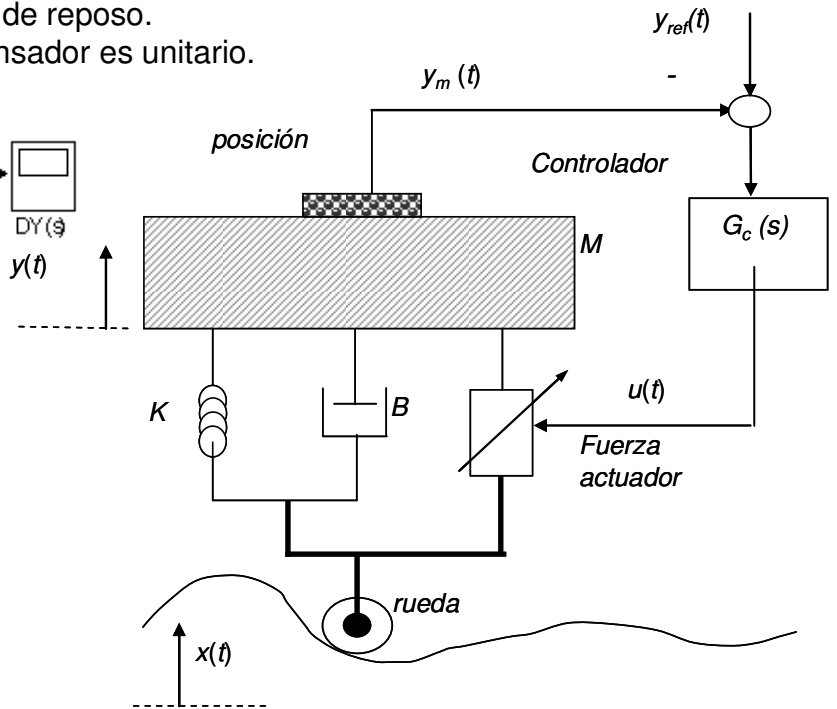 de reposo.
nsador es unitario.
y_ref(t)
y_m (t)
-
posición
Controlador
DY(s)
G_c (s)
y(t)
M
K
B
u(t)
Fuerza
actuador
rueda
x(t)